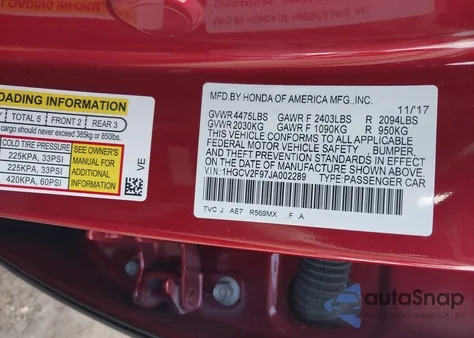 OADING INFORMATION
TOTAL 5 FRONT 2 REAR 3
cargo should never exceed 385kg or 850lbs.
COLD TIRE PRESSURE
225KPA, 33PSI
225KPA, 33PSI
420KPA, 60PSI
SEE OWNER'S
MANUAL FOR
ADDITIONAL
INFORMATION
VE
MFD.BY HONDA OF AMERICA MFG.,INC. 11/17
GVWR 4475LBS GAWR F 2403LBS R 2094LBS
GVWR 2030KG GAWR F 1090KG R 950KG
THIS VEHICLE CONFORMS TO ALL APPLICABLE
FEDERAL MOTOR VEHICLE SAFETY , BUMPER,
AND THEFT PREVENTION STANDARDS IN EFFECT
ON THE DATE OF MANUFACTURE SHOWN ABOVE.
V.I.N:1HGCV2F97JA002289 TYPE:PASSENGER CAR
TVC J AE7 R569MX F A
autoSnap